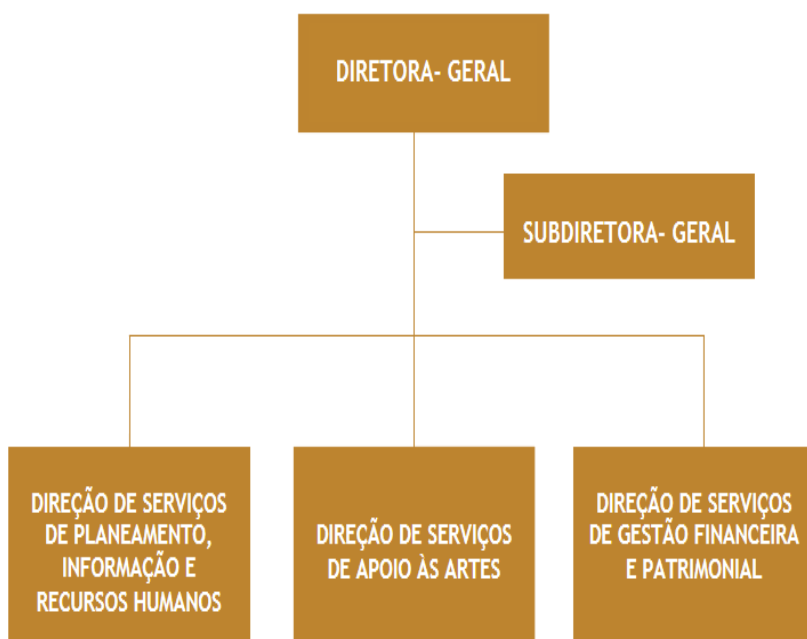 DIRETORA- GERAL
SUBDIRETORA- GERAL
DIREÇÃO DE SERVIÇOS
DE PLANEAMENTO,
INFORMAÇÃO E
RECURSOS HUMANOS
DIREÇÃO DE SERVIÇOS
DE APOIO ÀS ARTES
DIREÇÃO DE SERVIÇOS
DE GESTÃO FINANCEIRA
E PATRIMONIAL